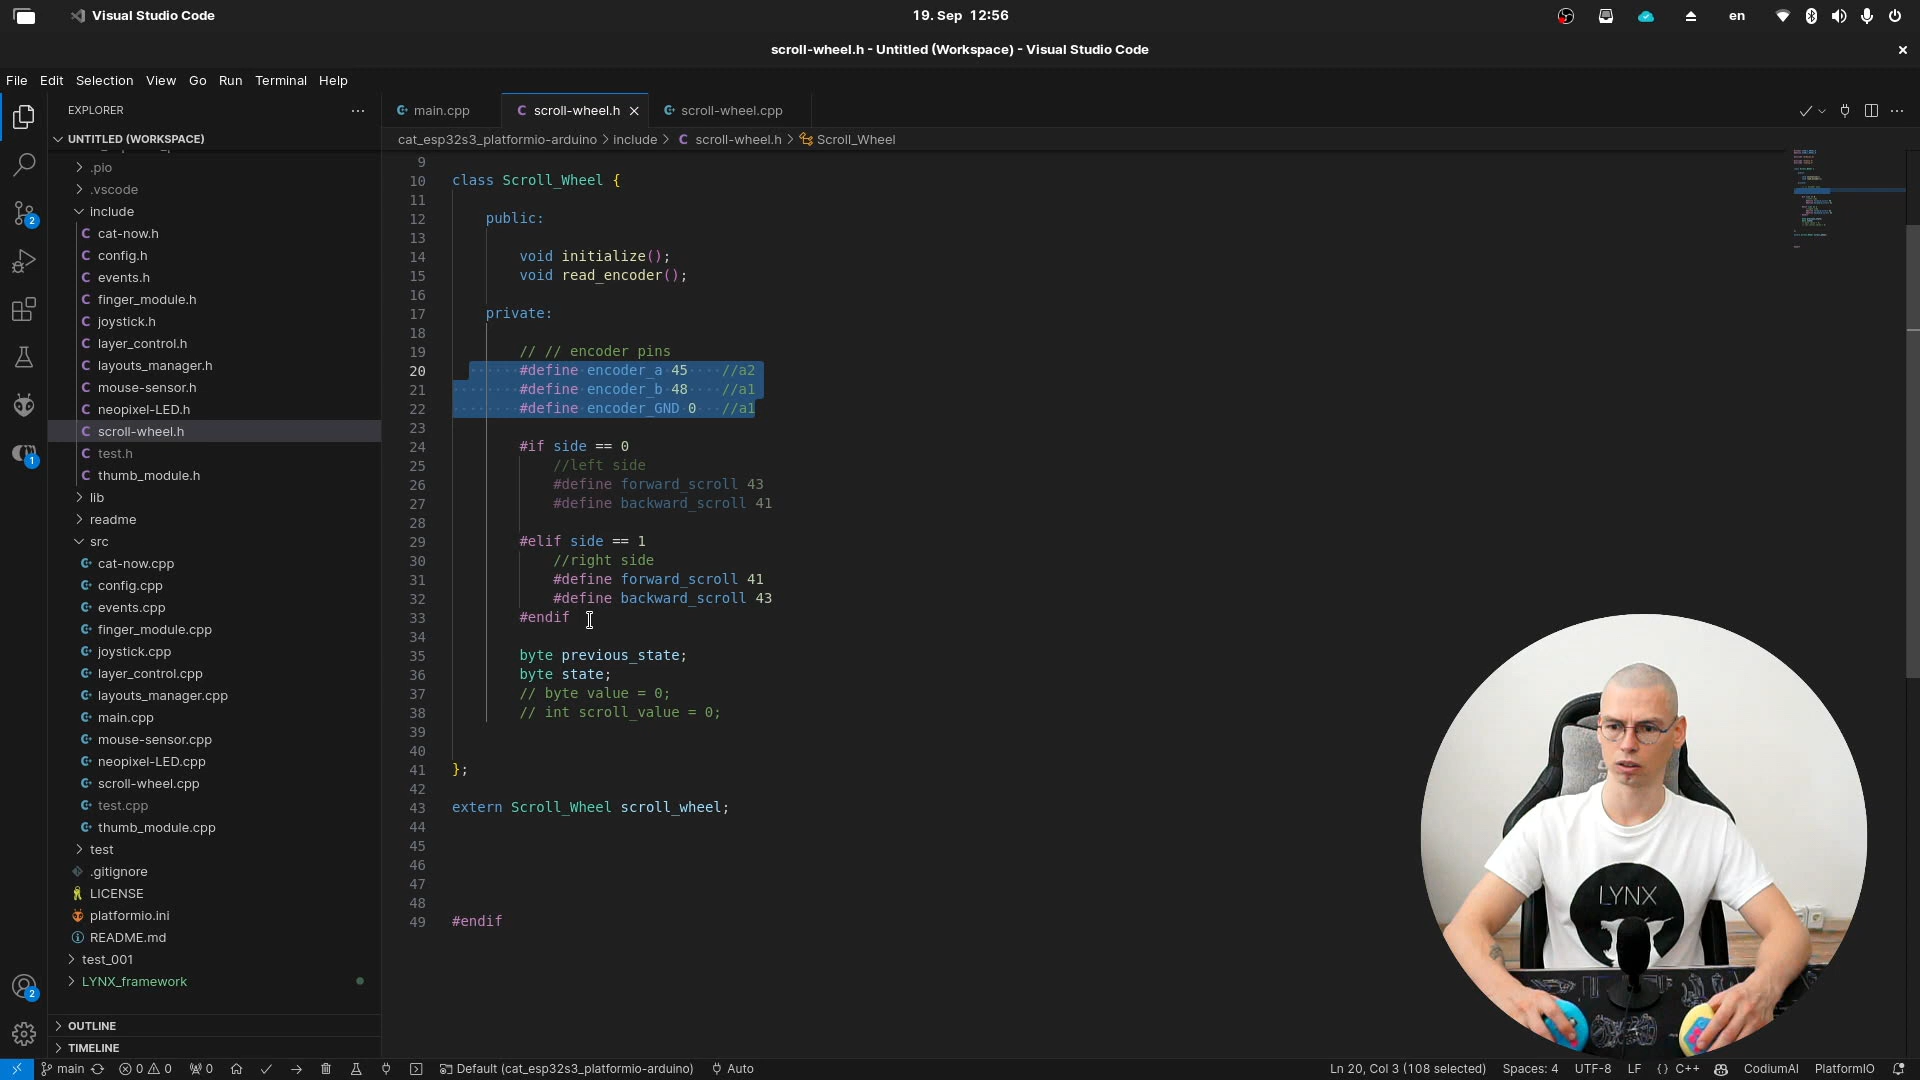 Visual Studio Code
19. Sep 12:56
en
scroll-wheel.h - Untitled (Workspace) - Visual Studio Code
File Edit Selection View Go Run Terminal Help
EXPLORER
UNTITLED (WORKSPACE)
.pio
.vscode
include
C cat-now.h
C config.h
C events.h
C finger_module.h
C joystick.h
C layer_control.h
C layouts_manager.h
C mouse-sensor.h
C neopixel-LED.h
C scroll-wheel.h
C test.h
C thumb_module.h
lib
readme
src
cat-now.cpp
config.cpp
events.cpp
finger_module.cpp
joystick.cpp
layer_control.cpp
layouts_manager.cpp
main.cpp
mouse-sensor.cpp
neopixel-LED.cpp
scroll-wheel.cpp
test.cpp
thumb_module.cpp
test
.gitignore
LICENSE
platformio.ini
README.md
test_001
LYNX_framework
OUTLINE
TIMELINE
2
1
2
main.cpp
C scroll-wheel.h
scroll-wheel.cpp
cat_esp32s3_platformio-arduino > include > C scroll-wheel.h > Scroll_Wheel
9
10 class Scroll_Wheel {
11
12 public:
13
14 void initialize();
15 void read_encoder();
16
17 private:
18
19 // // encoder pins
20 #define encoder_a 45 //a2
21 #define encoder_b 48 //a1
22 #define encoder_GND 0 //a1
23
24 #if side == 0
25 //left side
26 #define forward_scroll 43
27 #define backward_scroll 41
28
29 #elif side == 1
30 //right side
31 #define forward_scroll 41
32 #define backward_scroll 43
33 #endif
34
35 byte previous_state;
36 byte state;
37 // byte value = 0;
38 // int scroll_value = 0;
39
40
41 };
42
43 extern Scroll_Wheel scroll_wheel;
44
45
46
47
48
49 #endif
LYNX
main
0 0
0
Default (cat_esp32s3_platformio-arduino)
Auto
Ln 20, Col 3 (108 selected)
Spaces: 4
UTF-8
LF
{ } C++
CodiumAI
PlatformIO